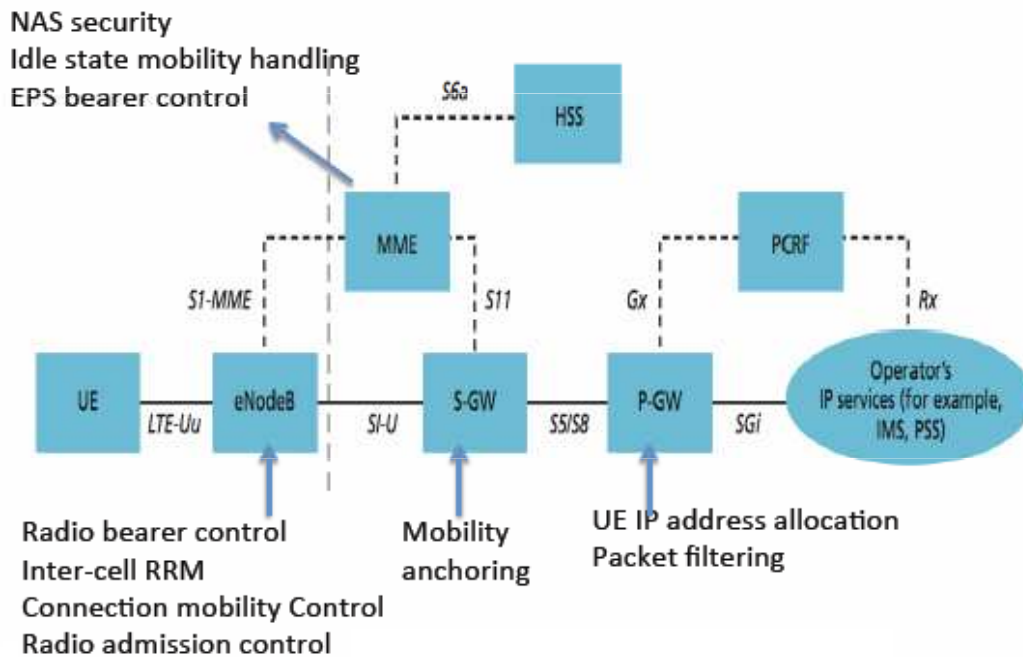 NAS security
Idle state mobility handling
EPS bearer control
S6a
HSS
MME
PCRF
S1-MME
S11
Gx
Rx
UE
LTE-Uu
eNodeB
SI-U
S-GW
S5/S8
P-GW
SGi
Operator's
IP services (for example,
IMS, PSS)
Radio bearer control
Inter-cell RRM
Connection mobility Control
Radio admission control
Mobility
anchoring
UE IP address allocation
Packet filtering